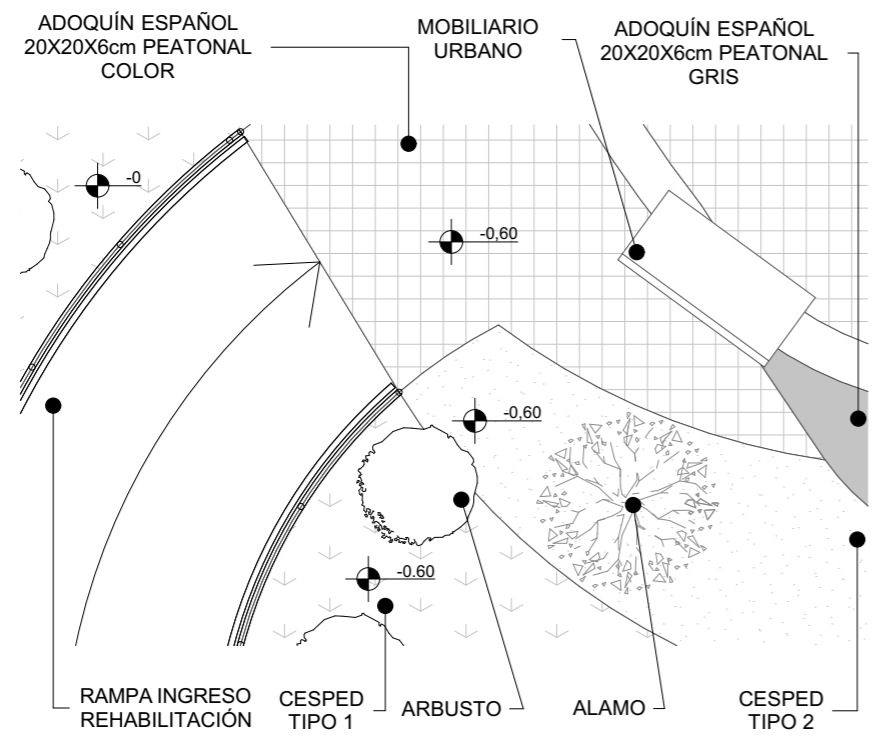 ADOQUÍN ESPAÑOL
20X20X6cm PEATONAL
COLOR
MOBILIARIO
URBANO
ADOQUÍN ESPAÑOL
20X20X6cm PEATONAL
GRIS
-0
-0,60
-0,60
-0.60
RAMPA INGRESO
REHABILITACIÓN
CESPED
TIPO 1
ARBUSTO
ALAMO
CESPED
TIPO 2